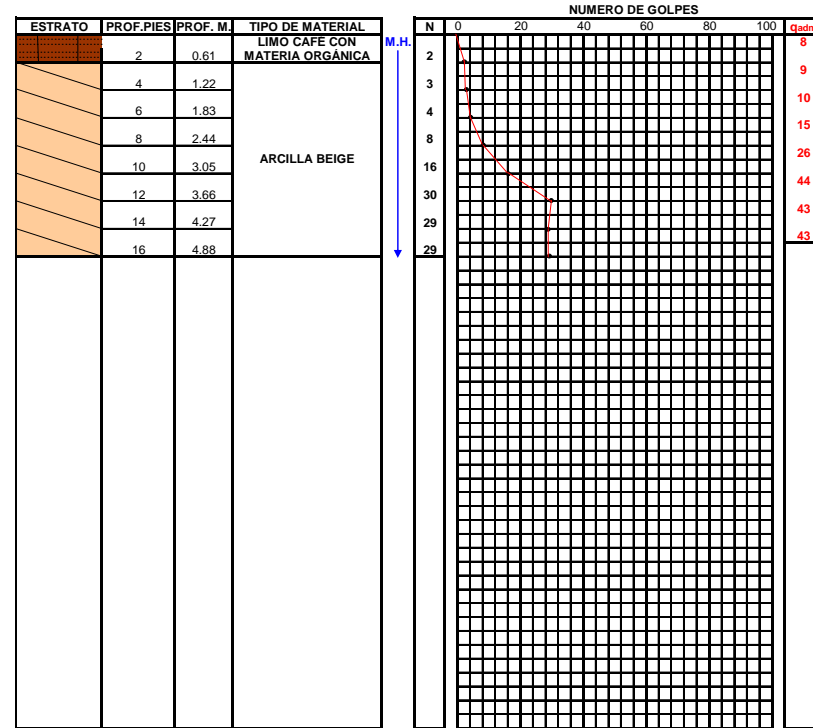 NUMERO DE GOLPES
ESTRATO PROF.PIES PROF. M. TIPO DE MATERIAL N 0 20 40 60 80 100 qadm
LIMO CAFÉ CON M.H. 8
2 0.61 MATERIA ORGÁNICA 2
9
4 1.22 3
10
6 1.83 4
15
8 2.44 8
ARCILLA BEIGE 26
10 3.05 16
44
12 3.66 30
43
14 4.27 29
43
16 4.88 29